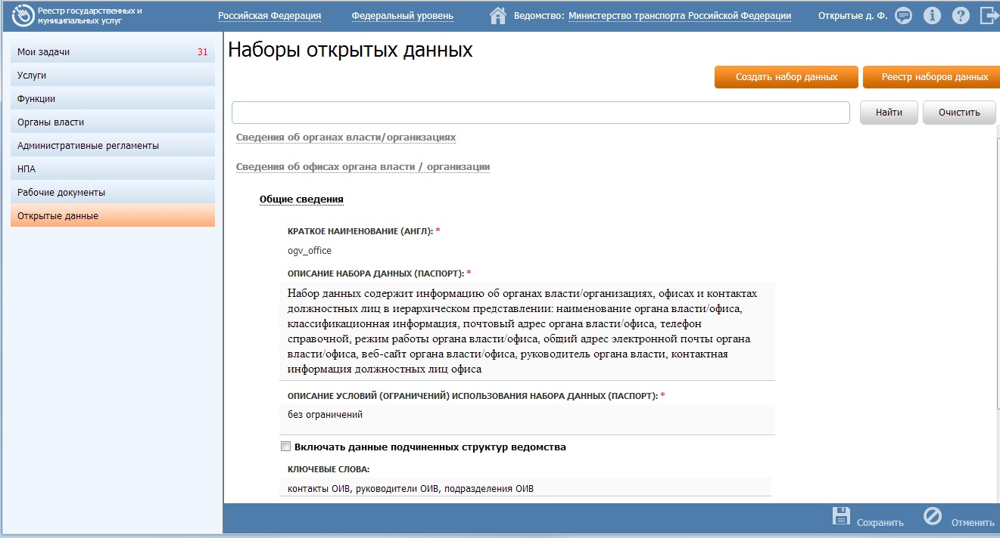 Реестр государственных и
муниципальных услуг
Российская Федерация
Федеральный уровень
Ведомство: Министерство транспорта Российской Федерации
Открытые д. Ф.
Мои задачи 31
Услуги
Функции
Органы власти
Административные регламенты
НПА
Рабочие документы
Открытые данные
Наборы открытых данных
Создать набор данных
Реестр наборов данных
Найти
Очистить
Сведения об органах власти/организациях
Сведения об офисах органа власти / организации
Общие сведения
КРАТКОЕ НАИМЕНОВАНИЕ (АНГЛ): *
ogv_office
ОПИСАНИЕ НАБОРА ДАННЫХ (ПАСПОРТ): *
Набор данных содержит информацию об органах власти/организациях, офисах и контактах
должностных лиц в иерархическом представлении: наименование органа власти/офиса,
классификационная информация, почтовый адрес органа власти/офиса, телефон
справочной, режим работы органа власти/офиса, общий адрес электронной почты органа
власти/офиса, веб-сайт органа власти/офиса, руководитель органа власти, контактная
информация должностных лиц офиса
ОПИСАНИЕ УСЛОВИЙ (ОГРАНИЧЕНИЙ) ИСПОЛЬЗОВАНИЯ НАБОРА ДАННЫХ (ПАСПОРТ): *
без ограничений
Включать данные подчиненных структур ведомства
КЛЮЧЕВЫЕ СЛОВА:
контакты ОИВ, руководители ОИВ, подразделения ОИВ
Сохранить
Отменить